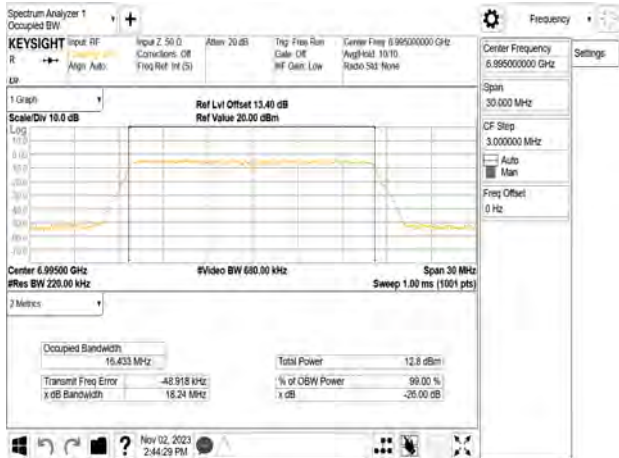 Spectrum Analyzer 1
Occupied BW
+
Frequency
KEYSIGHT
R
Input: RF
Align: Auto
Input Z: 50 Ω
Corrections: Off
Freq Ref: Int (S)
Atten: 20 dB
Trig: Free Run
Gate: Off
#IF Gain: Low
Center Freq: 6.995000000 GHz
Avg|Hold: 10/10
Radio Std: None
Center Frequency
6.995000000 GHz
Settings
Span
30.000 MHz
CF Step
3.000000 MHz
Auto
Man
Freq Offset
0 Hz
1 Graph
Scale/Div 10.0 dB
Ref Lvl Offset 13.40 dB
Ref Value 20.00 dBm
Log
10.0
0.00
Center 6.99500 GHz
#Res BW 220.00 kHz
#Video BW 680.00 kHz
Span 30 MHz
Sweep 1.00 ms (1001 pts)
2 Metrics
Occupied Bandwidth
16.433 MHz
Total Power
12.8 dBm
Transmit Freq Error
-48.918 kHz
% of OBW Power
99.00 %
x dB Bandwidth
18.24 MHz
x dB
-26.00 dB
?
Nov 02, 2023
2:44:29 PM